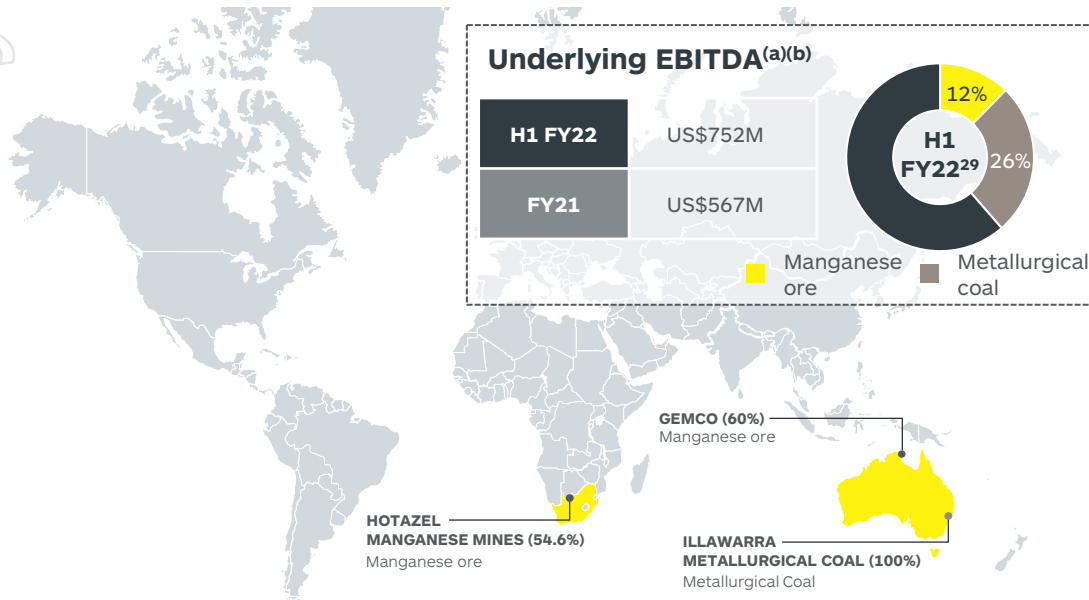 Underlying EBITDA(a)(b)
H1 FY22
US$752M
FY21
US$567M
12%
26%
H1
FY22²⁹
Manganese
ore
Metallurgical
coal
GEMCO (60%)
Manganese ore
HOTAZEL
MANGANESE MINES (54.6%)
Manganese ore
ILLAWARRA
METALLURGICAL COAL (100%)
Metallurgical Coal